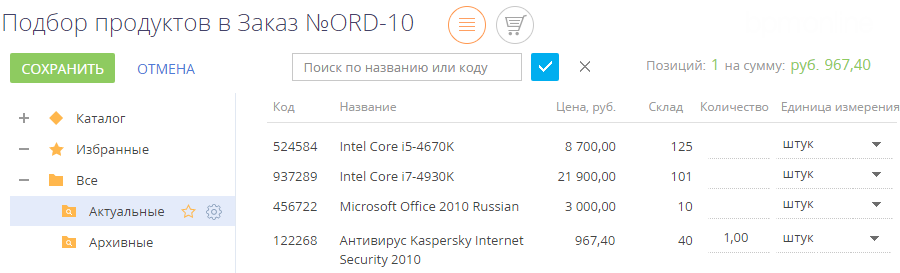 Подбор продуктов в Заказ №ORD-10
СОХРАНИТЬ ОТМЕНА Поиск по названию или коду Позиций: 1 на сумму: руб. 967,40
Код Название Цена, руб. Склад Количество Единица измерения
Каталог
Избранные
Все
Актуальные
Архивные
524584 Intel Core i5-4670K 8 700,00 125 штук
937289 Intel Core i7-4930K 21 900,00 101 штук
456722 Microsoft Office 2010 Russian 3 000,00 10 штук
122268 Антивирус Kaspersky Internet 967,40 40 1,00 штук
Security 2010